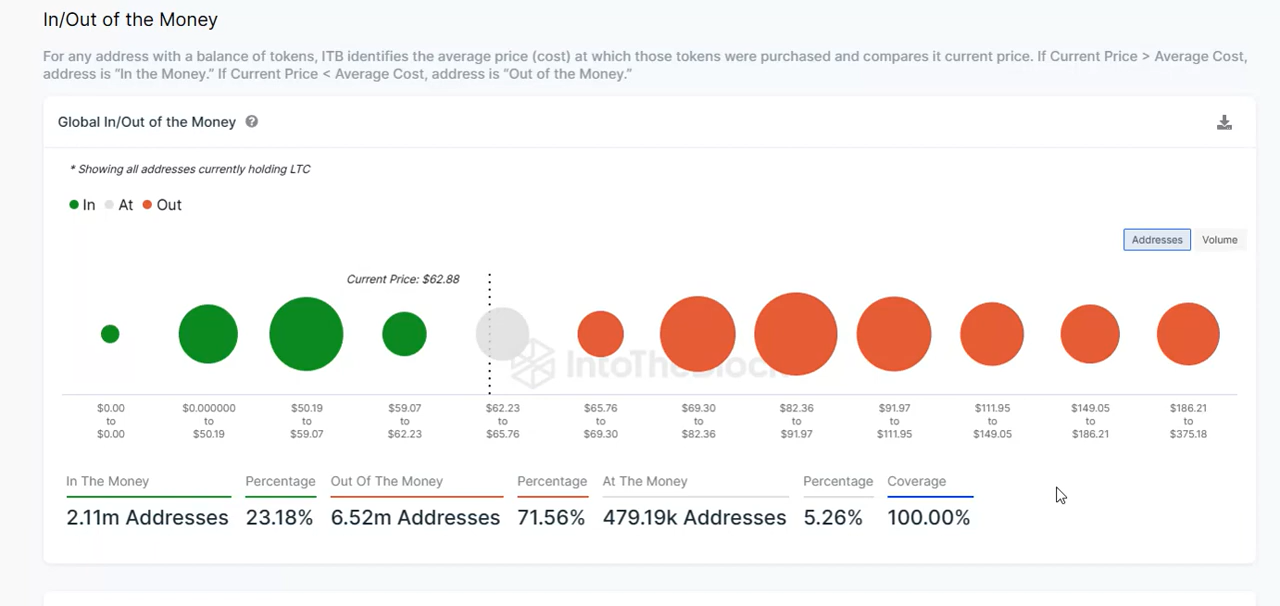 In/Out of the Money
For any address with a balance of tokens, ITB identifies the average price (cost) at which those tokens were purchased and compares it current price. If Current Price > Average Cost,
address is “In the Money.” If Current Price < Average Cost, address is “Out of the Money.”
Global In/Out of the Money ?
* Showing all addresses currently holding LTC
In At Out
Addresses Volume
Current Price: $62.88
IntoTheBlock
$0.00 $0.000000 $50.19 $59.07 $62.23 $65.76 $69.30 $82.36 $91.97 $111.95 $149.05 $186.21
to to to to to to to to to to to to
$0.00 $50.19 $59.07 $62.23 $65.76 $69.30 $82.36 $91.97 $111.95 $149.05 $186.21 $375.18
In The Money Percentage Out Of The Money Percentage At The Money Percentage Coverage
2.11m Addresses 23.18% 6.52m Addresses 71.56% 479.19k Addresses 5.26% 100.00%